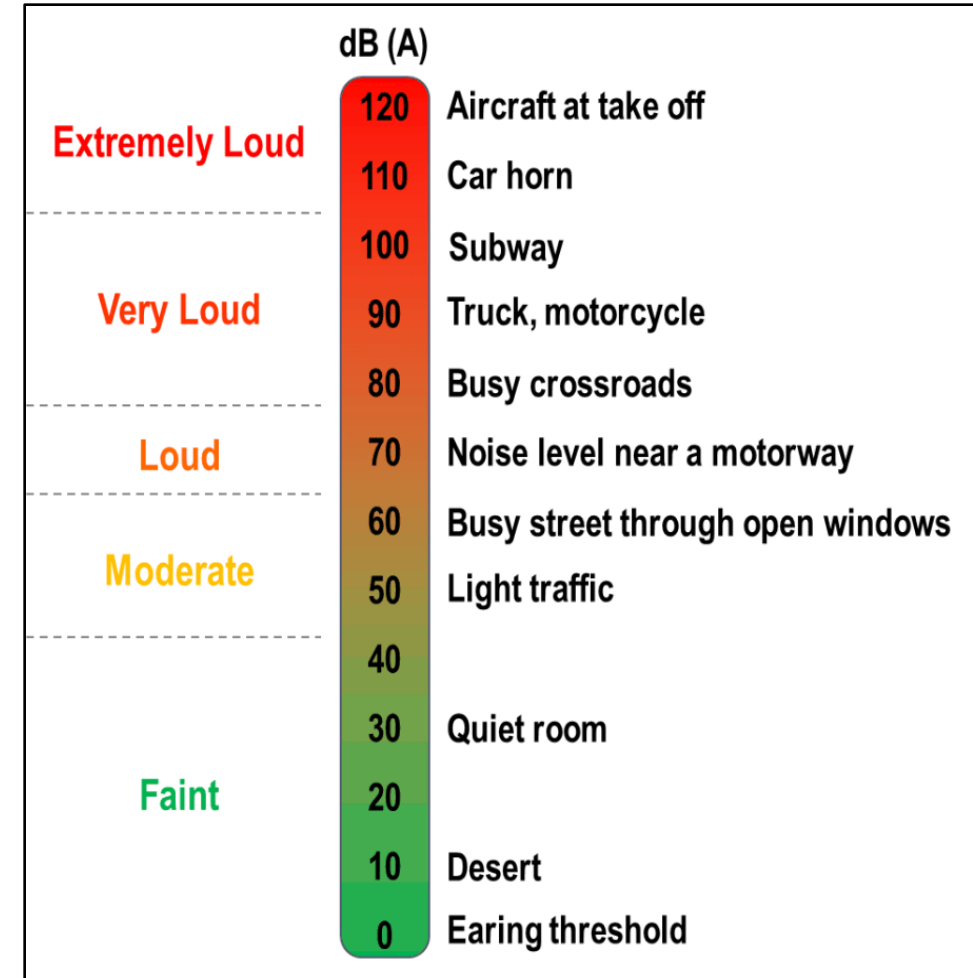 dB (A)
Extremely Loud
120 Aircraft at take off
110 Car horn
Very Loud
100 Subway
90 Truck, motorcycle
80 Busy crossroads
Loud
70 Noise level near a motorway
Moderate
60 Busy street through open windows
50 Light traffic
Faint
40
30 Quiet room
20
10 Desert
0 Earing threshold